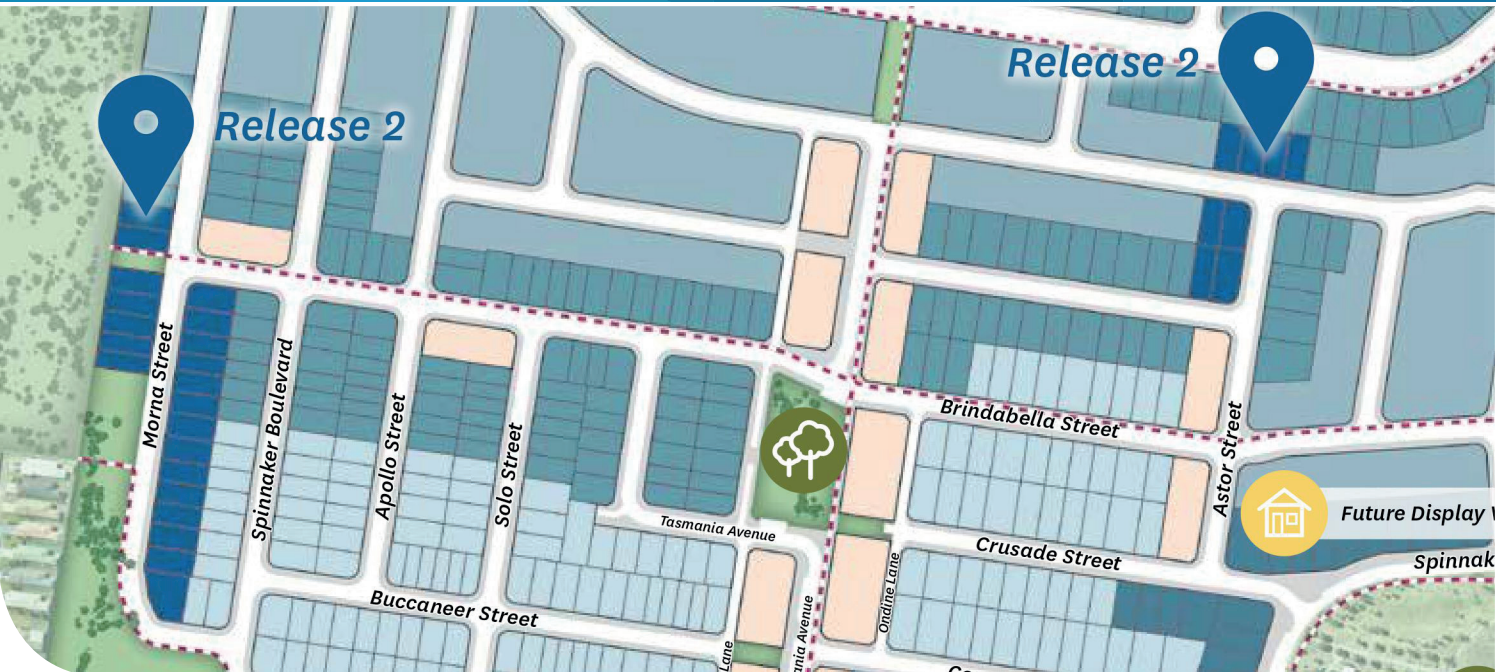 Release 2
Release 2
Morna Street
Spinnaker Boulevard
Apollo Street
Solo Street
Brindabella Street
Astor Street
Future Display
Tasmania Avenue
Crusade Street
Spinnak
Ondine Lane
Buccaneer Street
Lane
ania Avenue